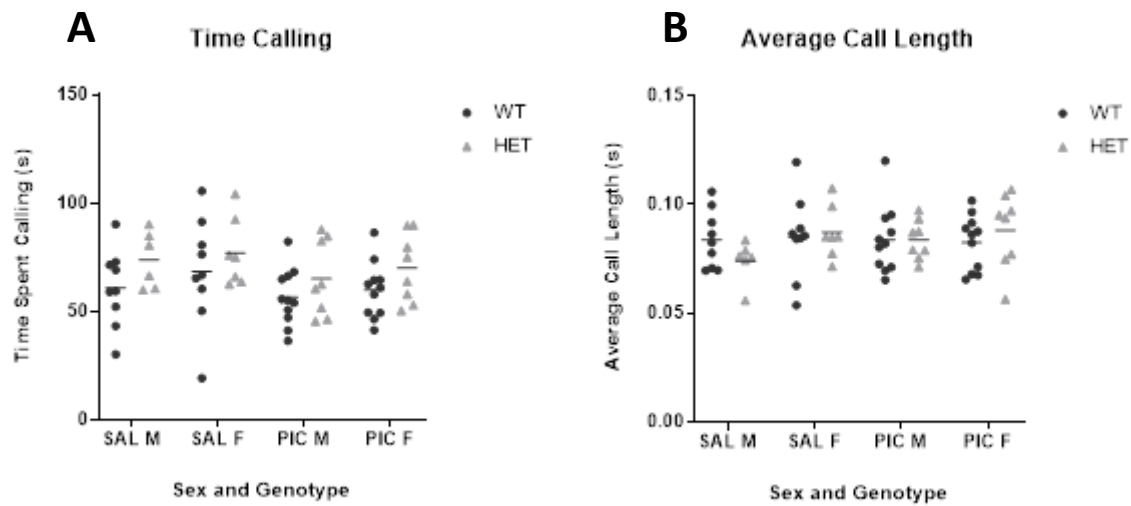 A
Time Calling
150
100
50
0
Time Spent Calling (s)
WT
HET
SAL M SAL F PIC M PIC F
Sex and Genotype
B
Average Call Length
0.15
0.10
0.05
0.00
Average Call Length (s)
WT
HET
SAL M SAL F PIC M PIC F
Sex and Genotype